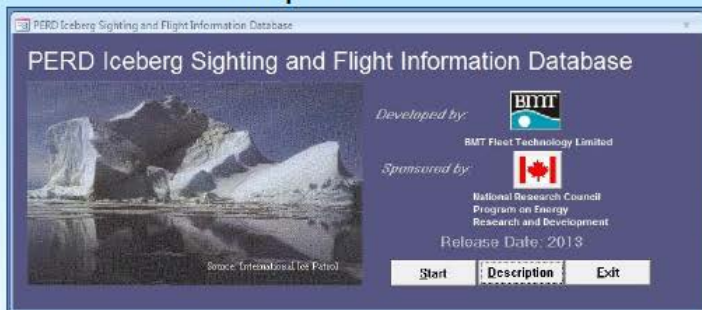 PERD Iceberg Sighting and Flight Information Database
PERD Iceberg Sighting and Flight Information Database
Developed by:
BMT
BMT Fleet Technology Limited
Sponsored by
National Research Council
Program on Energy
Research and Development
Release Date: 2013
Source: International Ice Patrol
Start
Description
Exit